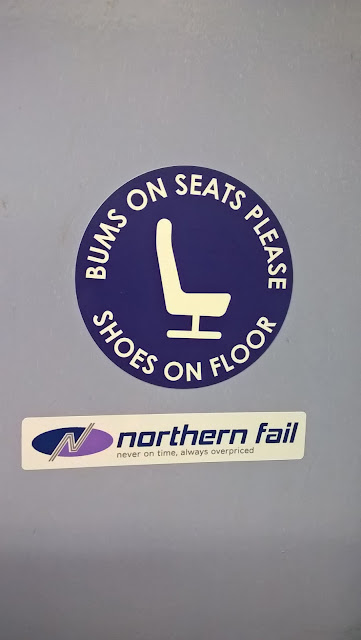 BUMS ON SEATS PLEASE
SHOES ON FLOOR
northern fail
never on time, always overpriced